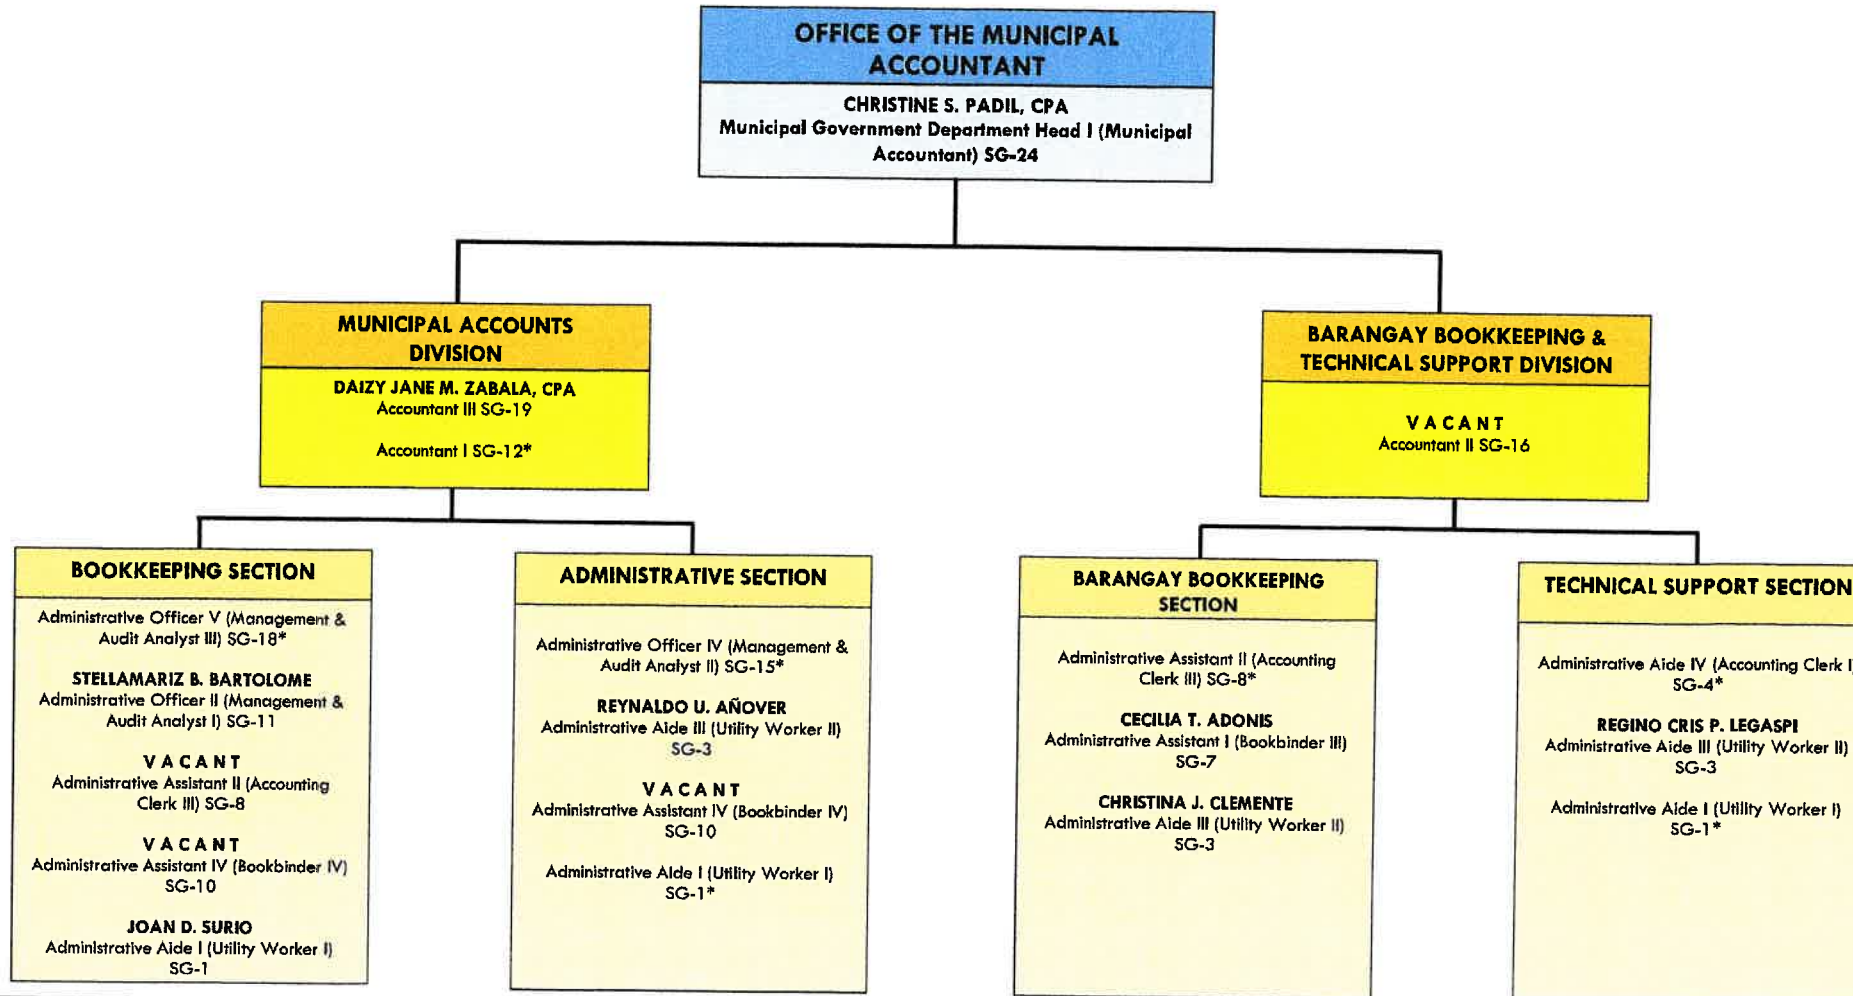 OFFICE OF THE MUNICIPAL
ACCOUNTANT
CHRISTINE S. PADIL, CPA
Municipal Government Department Head I (Municipal
Accountant) SG-24
MUNICIPAL ACCOUNTS
DIVISION
DAIZY JANE M. ZABALA, CPA
Accountant III SG-19
Accountant I SG-12*
BARANGAY BOOKKEEPING &
TECHNICAL SUPPORT DIVISION
V A C A N T
Accountant II SG-16
BOOKKEEPING SECTION
Administrative Officer V (Management &
Audit Analyst III) SG-18*
STELLAMARIZ B. BARTOLOME
Administrative Officer II (Management &
Audit Analyst I) SG-11
V A C A N T
Administrative Assistant II (Accounting
Clerk III) SG-8
V A C A N T
Administrative Assistant IV (Bookbinder IV)
SG-10
JOAN D. SURIO
Administrative Aide I (Utility Worker I)
SG-1
ADMINISTRATIVE SECTION
Administrative Officer IV (Management &
Audit Analyst II) SG-15*
REYNALDO U. AÑOVER
Administrative Aide III (Utility Worker II)
SG-3
V A C A N T
Administrative Assistant IV (Bookbinder IV)
SG-10
Administrative Aide I (Utility Worker I)
SG-1*
BARANGAY BOOKKEEPING
SECTION
Administrative Assistant II (Accounting
Clerk III) SG-8*
CECILIA T. ADONIS
Administrative Assistant I (Bookbinder III)
SG-7
CHRISTINA J. CLEMENTE
Administrative Aide III (Utility Worker II)
SG-3
TECHNICAL SUPPORT SECTION
Administrative Aide IV (Accounting Clerk I)
SG-4*
REGINO CRIS P. LEGASPI
Administrative Aide III (Utility Worker II)
SG-3
Administrative Aide I (Utility Worker I)
SG-1*